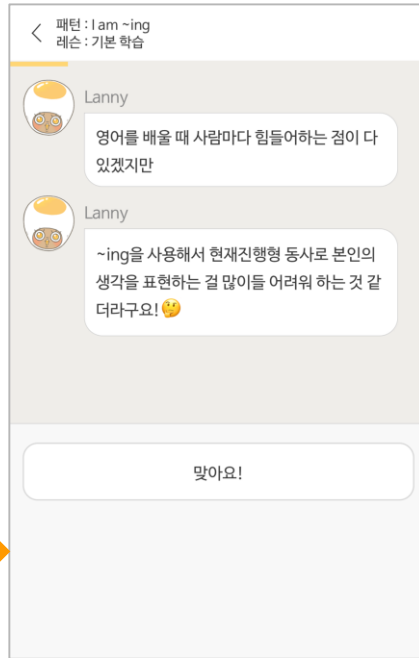 패턴 : I am ~ing
레슨 : 기본 학습
Lanny
영어를 배울 때 사람마다 힘들어하는 점이 다
있겠지만
Lanny
~ing을 사용해서 현재진행형 동사로 본인의
생각을 표현하는 걸 많이들 어려워 하는 것 같
더라구요!🤔
맞아요!